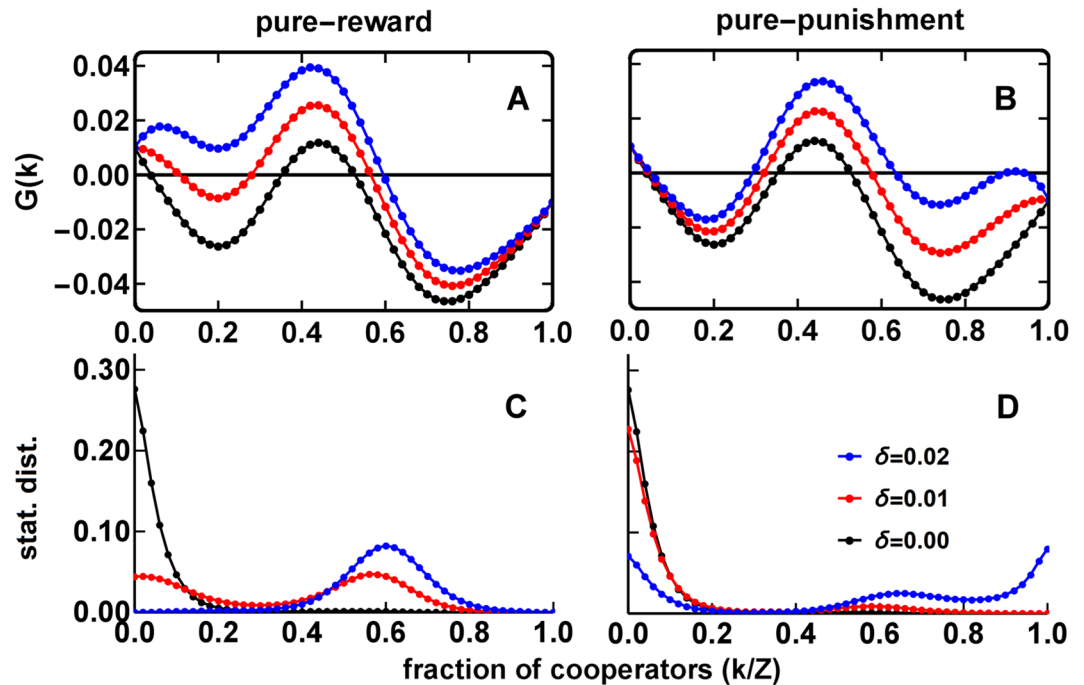 pure–reward
pure–punishment
G(k)
0.04
0.02
0.00
−0.02
−0.04
A
B
0.0 0.2 0.4 0.6 0.8 1.0
0.0 0.2 0.4 0.6 0.8 1.0
stat. dist.
0.30
0.20
0.10
0.00
C
D
δ=0.02
δ=0.01
δ=0.00
0.0 0.2 0.4 0.6 0.8 1.0
0.0 0.2 0.4 0.6 0.8 1.0
fraction of cooperators (k/Z)